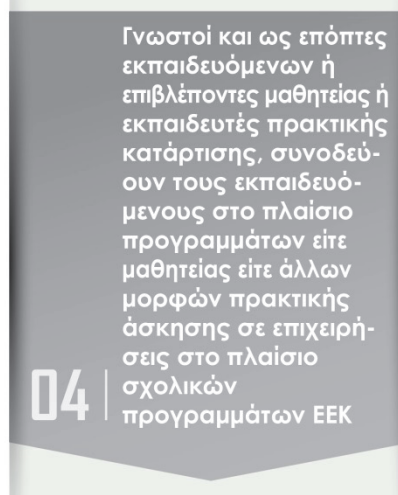 Γνωστοί και ως επόπτες
εκπαιδευόμενων ή
επιβλέποντες μαθητείας ή
εκπαιδευτές πρακτικής
κατάρτισης, συνοδεύ-
ουν τους εκπαιδευό-
μενους στο πλαίσιο
προγραμμάτων είτε
μαθητείας είτε άλλων
μορφών πρακτικής
άσκησης σε επιχειρή-
σεις στο πλαίσιο
σχολικών
προγραμμάτων ΕΕΚ
04